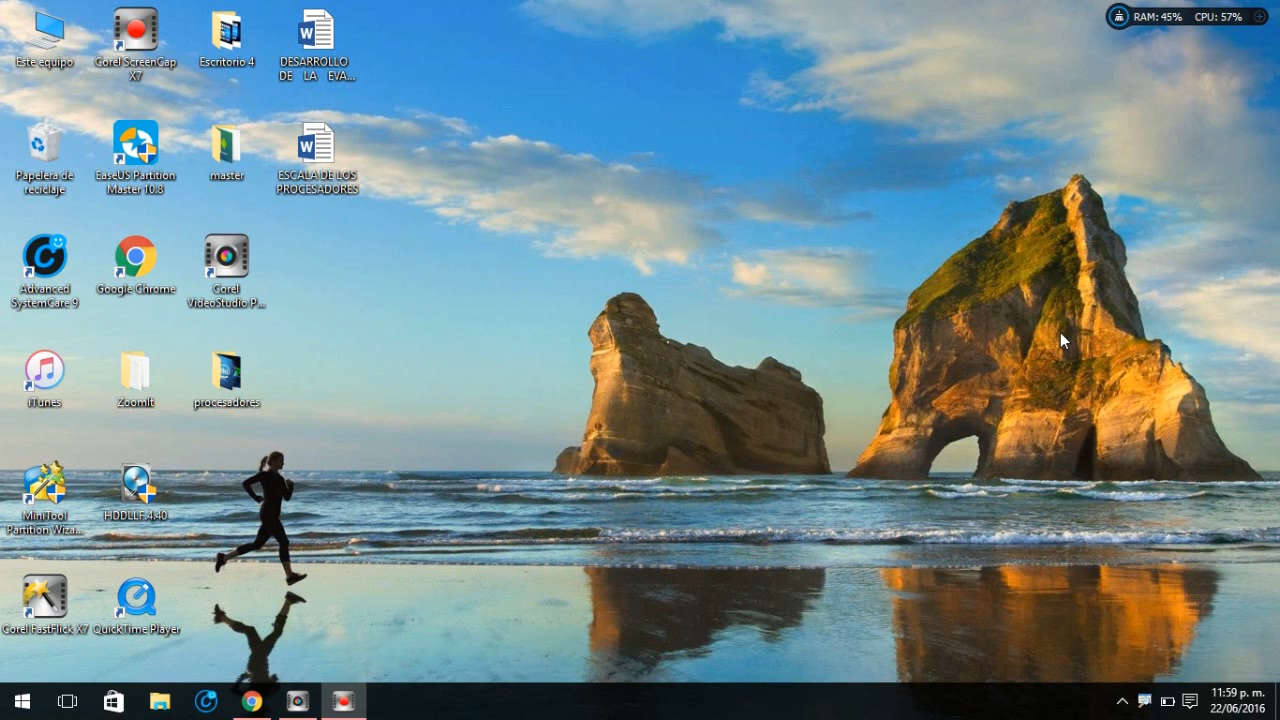 RAM: 45% CPU: 57%
Este equipo
Corel ScreenCap
X7
Escritorio 4
DESARROLLO
DE LA EVA...
Papelera de
reciclaje
EaseUS Partition
Master 10.8
master
ESCALA DE LOS
PROCESADORES
Advanced
SystemCare 9
Google Chrome
Corel
VideoStudio P...
iTunes
ZoomIt
procesadores
MiniTool
Partition Wiza...
HDDLLF.4.40
Corel FastFlick X7
QuickTime Player
11:59 p. m.
22/06/2016